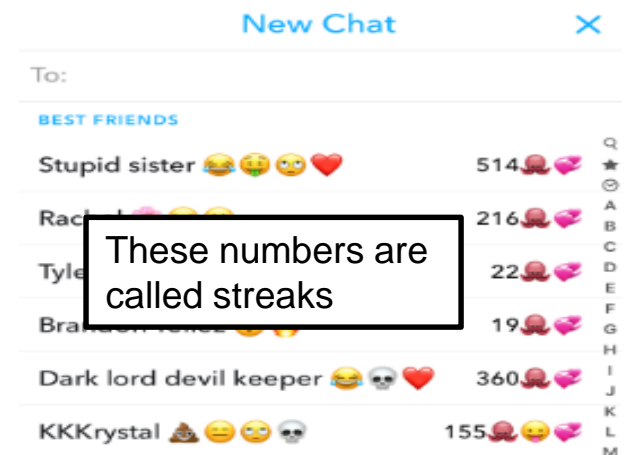 New Chat
To:
BEST FRIENDS
Stupid sister 😂🤑🙄❤️ 514🐙💞
216🐙💞
22🐙💞
19🐙💞
These numbers are
called streaks
Dark lord devil keeper 😂💀❤️ 360🐙💞
KKKrystal 💩😑🙄💀 155🐙😛💞
Q
A
B
C
D
E
F
G
H
I
J
K
L
M